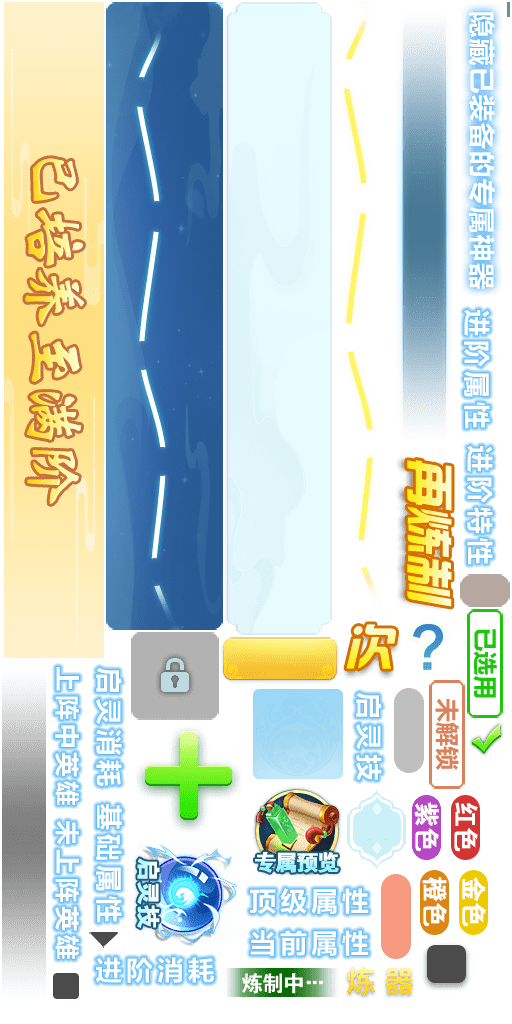 隐藏已装备的专属神器
进阶属性
进阶特性
已培养至满阶
再炼制
次
?
已选用
未解锁
启灵技
红色
紫色
金色
橙色
启灵消耗
基础属性
上阵中英雄
未上阵英雄
专属预览
启灵技
顶级属性
当前属性
进阶消耗
炼制中…
炼器